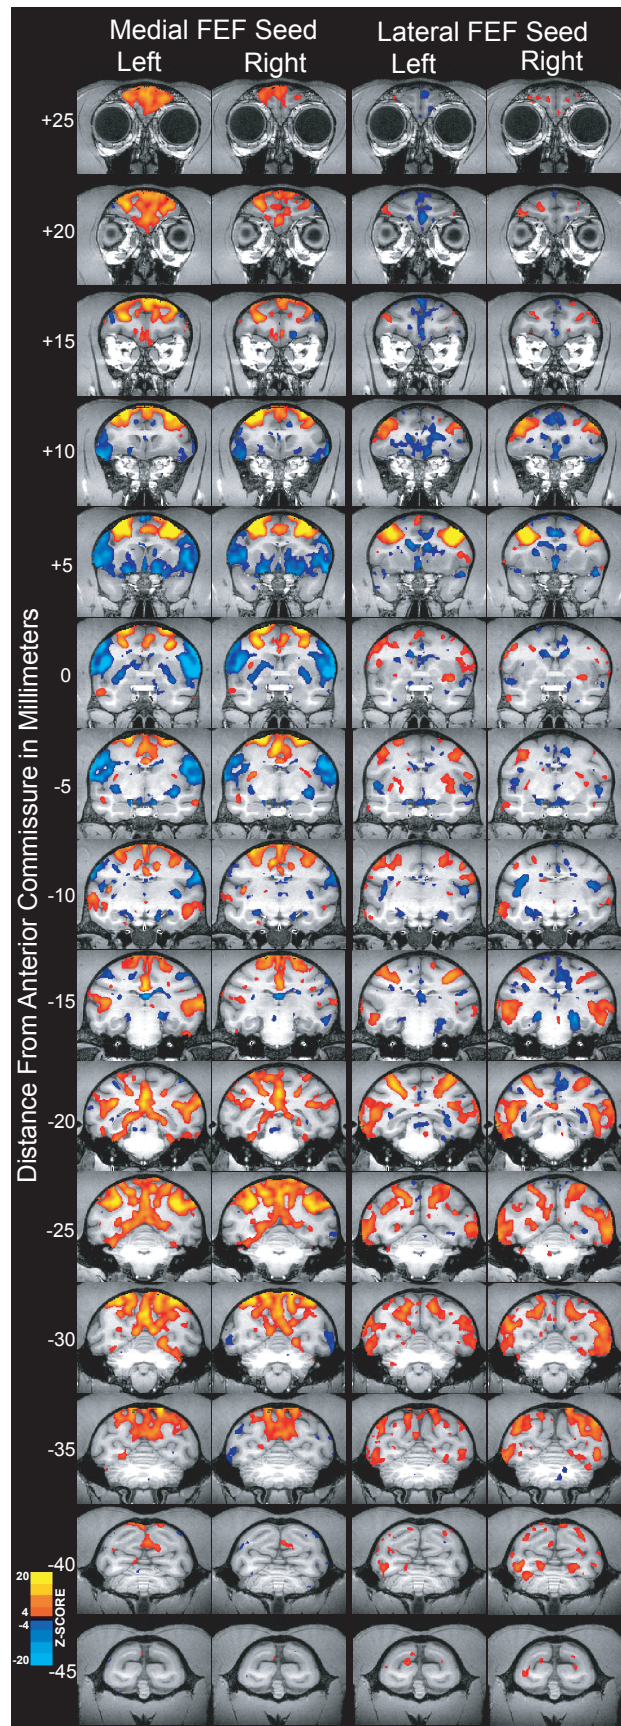 Medial FEF Seed
Lateral FEF Seed
Left
Right
Left
Right
+25
+20
+15
+10
+5
0
-5
-10
-15
-20
-25
-30
-35
-40
-45
Distance From Anterior Commissure in Millimeters
20
4
-4
-20
Z-SCORE